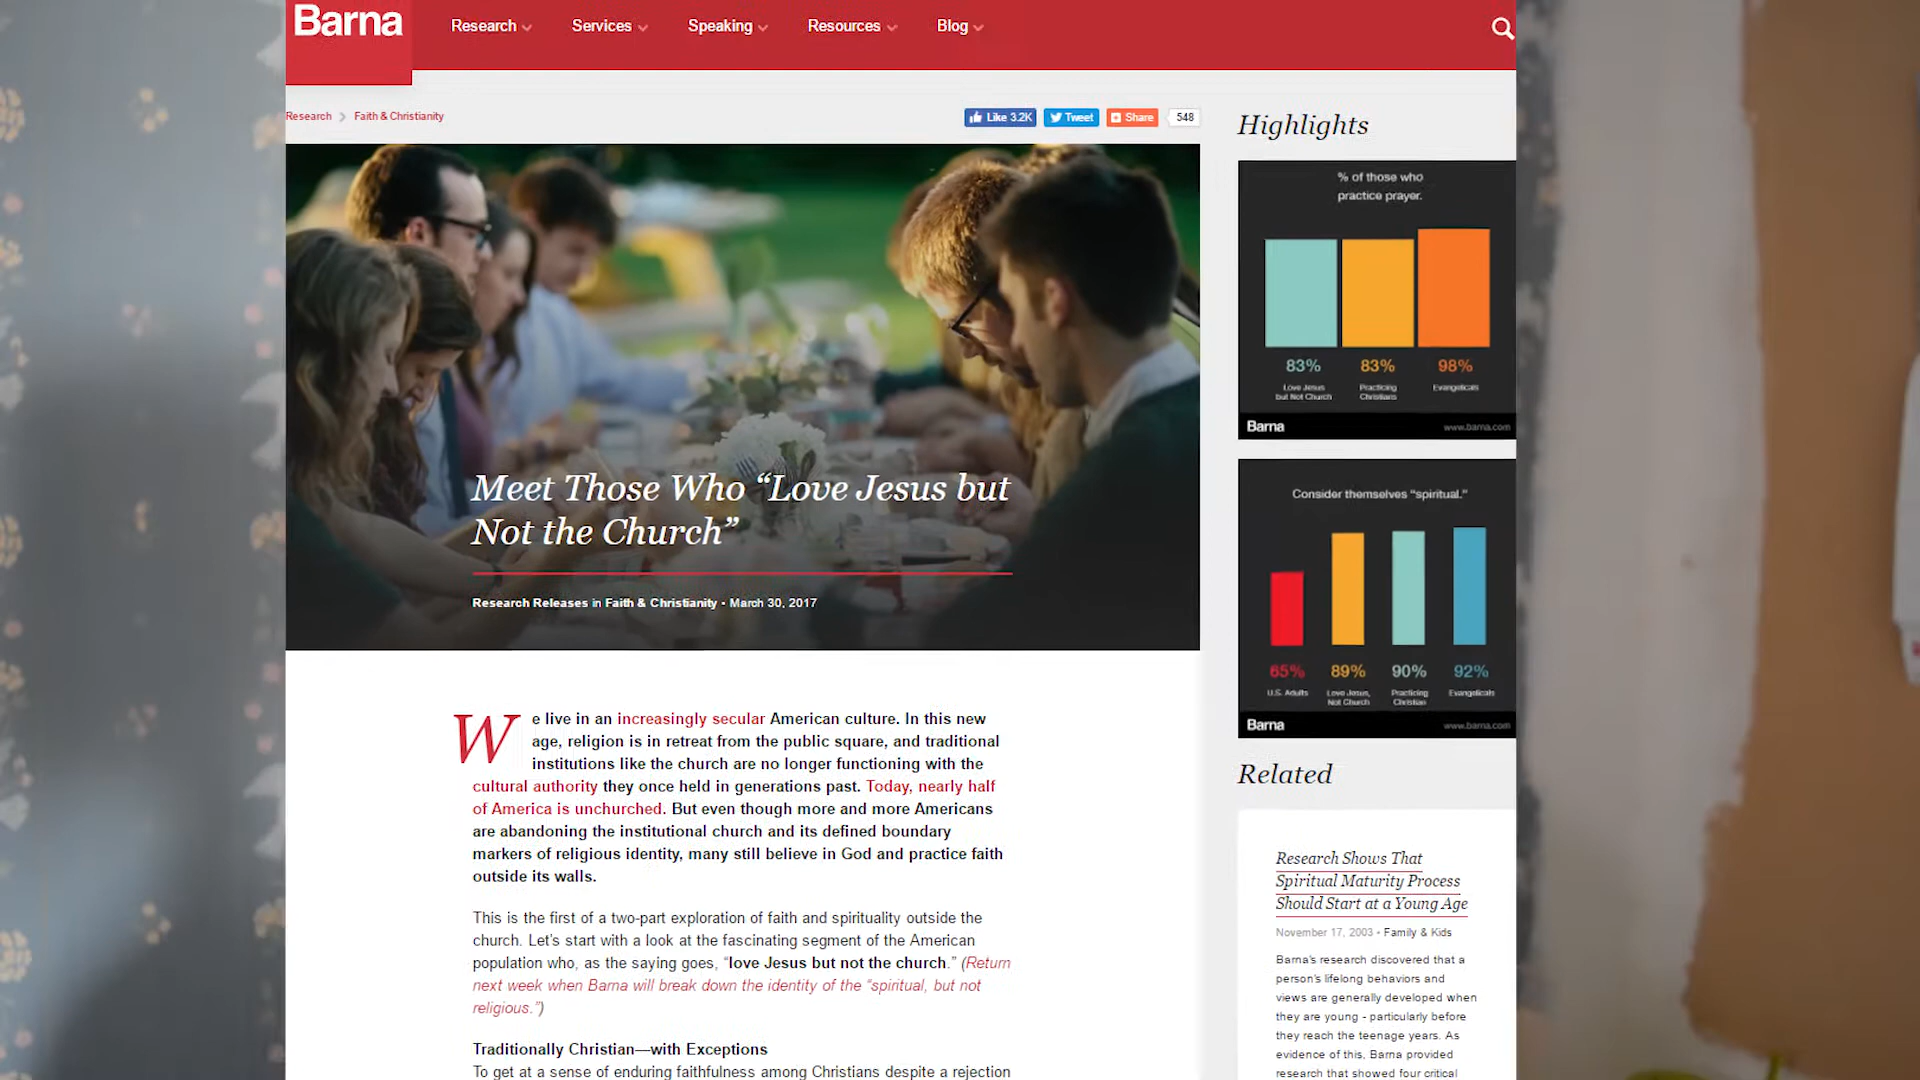 Barna
Research
Services
Speaking
Resources
Blog
Research
Faith & Christianity
Like 3.2K
Tweet
Share
548
Meet Those Who “Love Jesus but
Not the Church”
Research Releases in Faith & Christianity • March 30, 2017
We live in an increasingly secular American culture. In this new
age, religion is in retreat from the public square, and traditional
institutions like the church are no longer functioning with the
cultural authority they once held in generations past. Today, nearly half
of America is unchurched. But even though more and more Americans
are abandoning the institutional church and its defined boundary
markers of religious identity, many still believe in God and practice faith
outside its walls.
This is the first of a two-part exploration of faith and spirituality outside the
church. Let’s start with a look at the fascinating segment of the American
population who, as the saying goes, “love Jesus but not the church.” (Return
next week when Barna will break down the identity of the “spiritual, but not
religious.”)
Traditionally Christian—with Exceptions
To get at a sense of enduring faithfulness among Christians despite a rejection
Highlights
% of those who
practice prayer.
83%
83%
98%
Love Jesus
but Not Church
Practicing
Christians
Evangelicals
Barna
www.barna.com
Consider themselves “spiritual.”
65%
89%
90%
92%
U.S. Adults
Love Jesus,
Not Church
Practicing
Christian
Evangelicals
Barna
www.barna.com
Related
Research Shows That
Spiritual Maturity Process
Should Start at a Young Age
November 17, 2003 • Family & Kids
Barna’s research discovered that a
person’s lifelong behaviors and
views are generally developed when
they are young - particularly before
they reach the teenage years. As
evidence of this, Barna provided
research that showed four critical